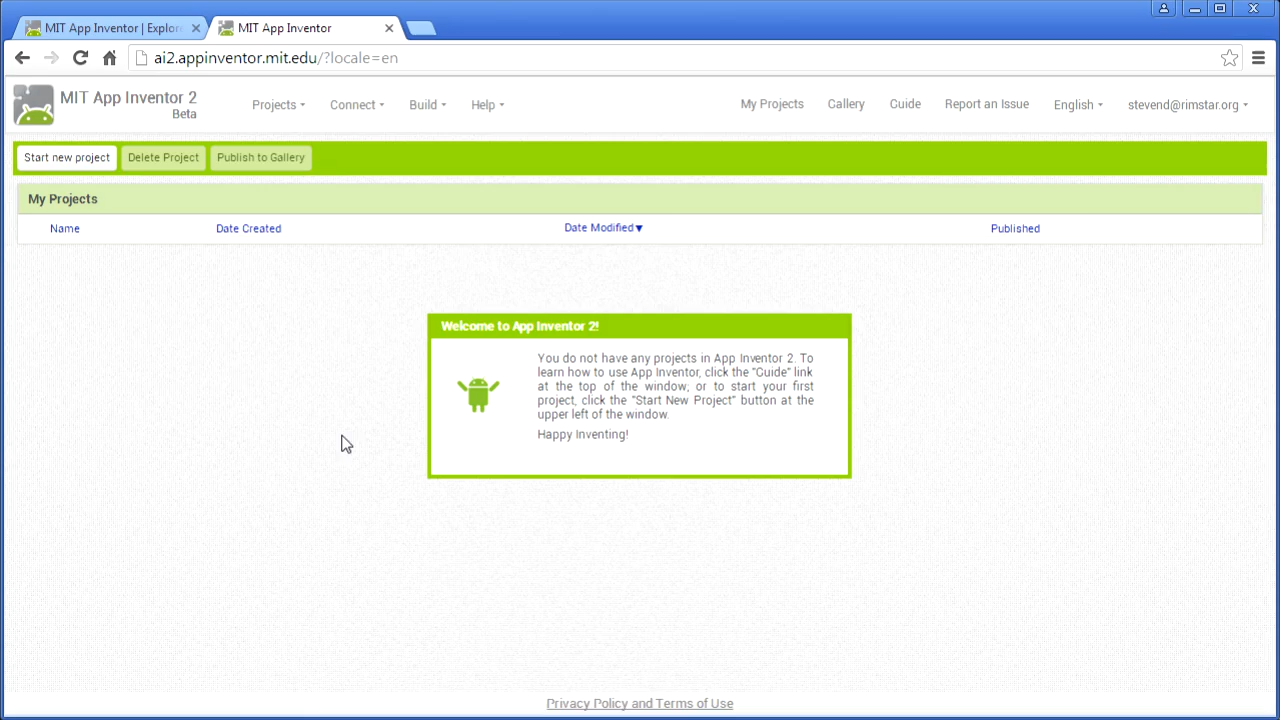 MIT App Inventor | Explor
MIT App Inventor
ai2.appinventor.mit.edu/?locale=en
MIT App Inventor 2
Beta
Projects
Connect
Build
Help
My Projects
Gallery
Guide
Report an Issue
English
stevend@rimstar.org
Start new project
Delete Project
Publish to Gallery
My Projects
Name
Date Created
Date Modified▼
Published
Welcome to App Inventor 2!
You do not have any projects in App Inventor 2. To
learn how to use App Inventor, click the "Guide" link
at the top of the window; or to start your first
project, click the "Start New Project" button at the
upper left of the window.
Happy Inventing!
Privacy Policy and Terms of Use